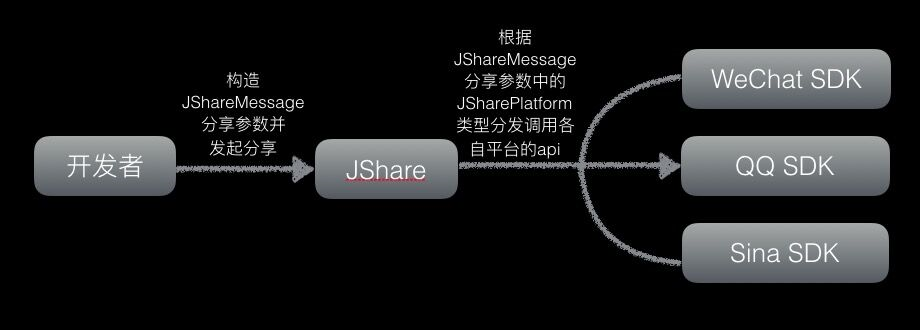 开发者
构造
JShareMessage
分享参数并
发起分享
JShare
根据
JShareMessage
分享参数中的
JSharePlatform
类型分发调用各
自平台的api
WeChat SDK
QQ SDK
Sina SDK